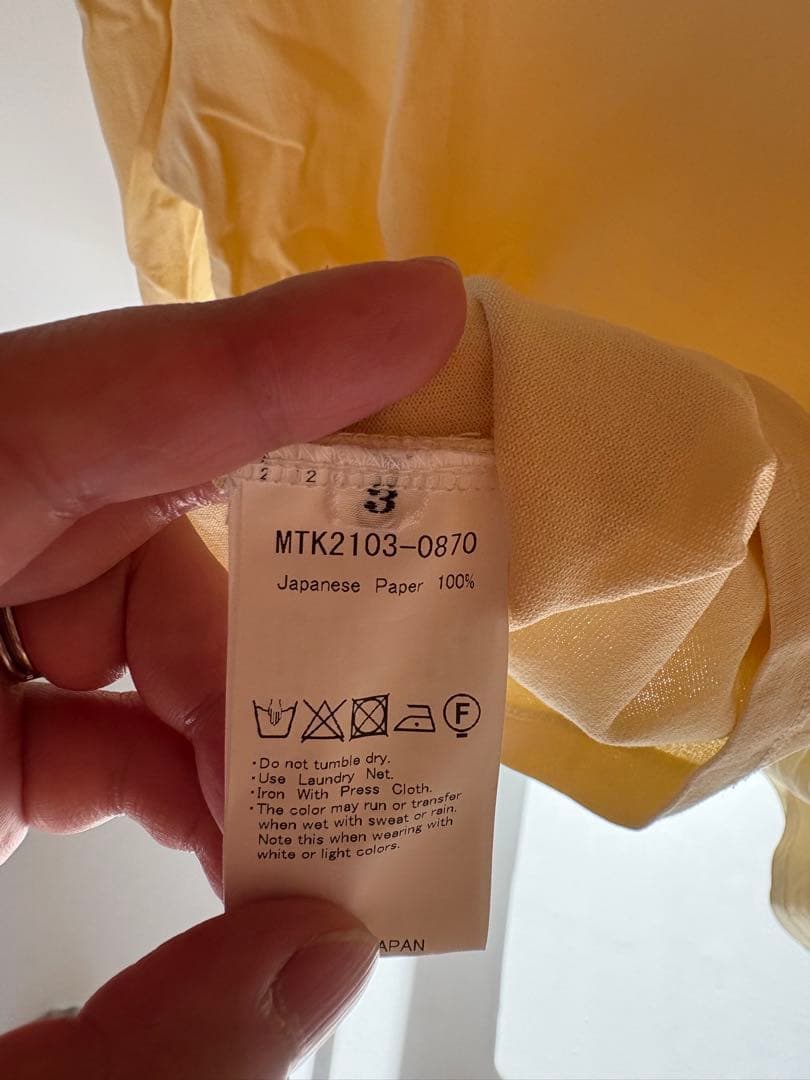 2 2
3
MTK2103-0870
Japanese Paper 100%
F
・Do not tumble dry.
・Use Laundry Net.
・Iron With Press Cloth.
・The color may run or transfer
when wet with sweat or rain.
Note this when wearing with
white or light colors.
APAN